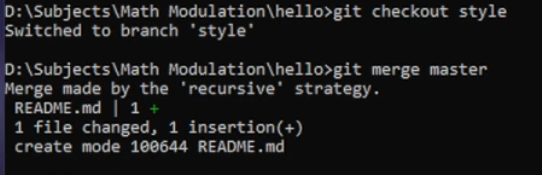 D:\Subjects\Math Modulation\hello>git checkout style
Switched to branch 'style'
D:\Subjects\Math Modulation\hello>git merge master
Merge made by the 'recursive' strategy.
README.md | 1 +
1 file changed, 1 insertion(+)
create mode 100644 README.md